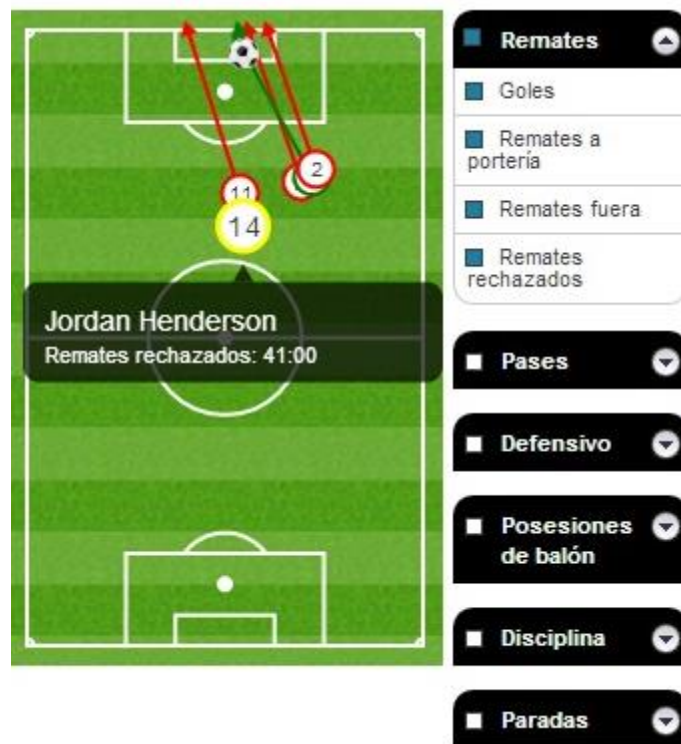 2
11
14
Jordan Henderson
Remates rechazados: 41:00
Remates
Goles
Remates a
portería
Remates fuera
Remates
rechazados
Pases
Defensivo
Posesiones
de balón
Disciplina
Paradas